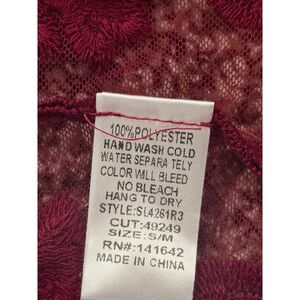 100%POLYESTER
HAND WASH COLD
WATER SEPARA TELY
COLOR WILL BLEED
NO BLEACH
HANG TO DRY
STYLE:SL4261R3
CUT:49249
SIZE:S/M
RN#:141642
MADE IN CHINA